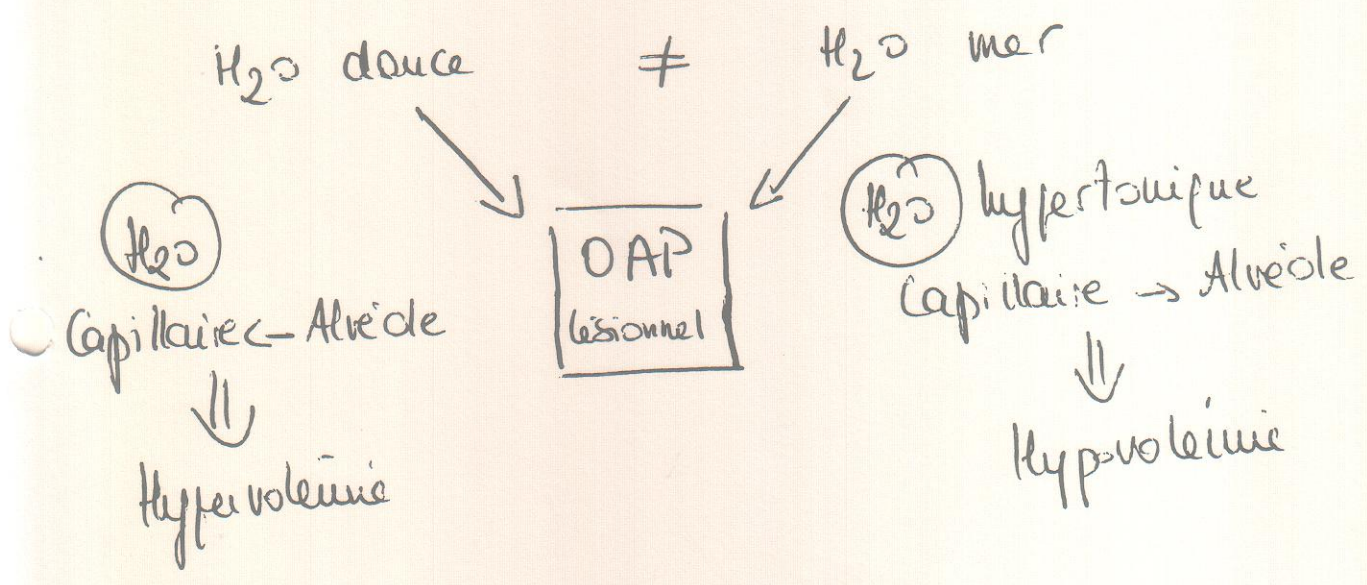 H2O douce ≠ H2O mer
H2O
Capillaire ← Alvéole
⇓
Hypervolémie
OAP
lésionnel
H2O hypertonique
Capillaire → Alvéole
⇓
Hypovolémie